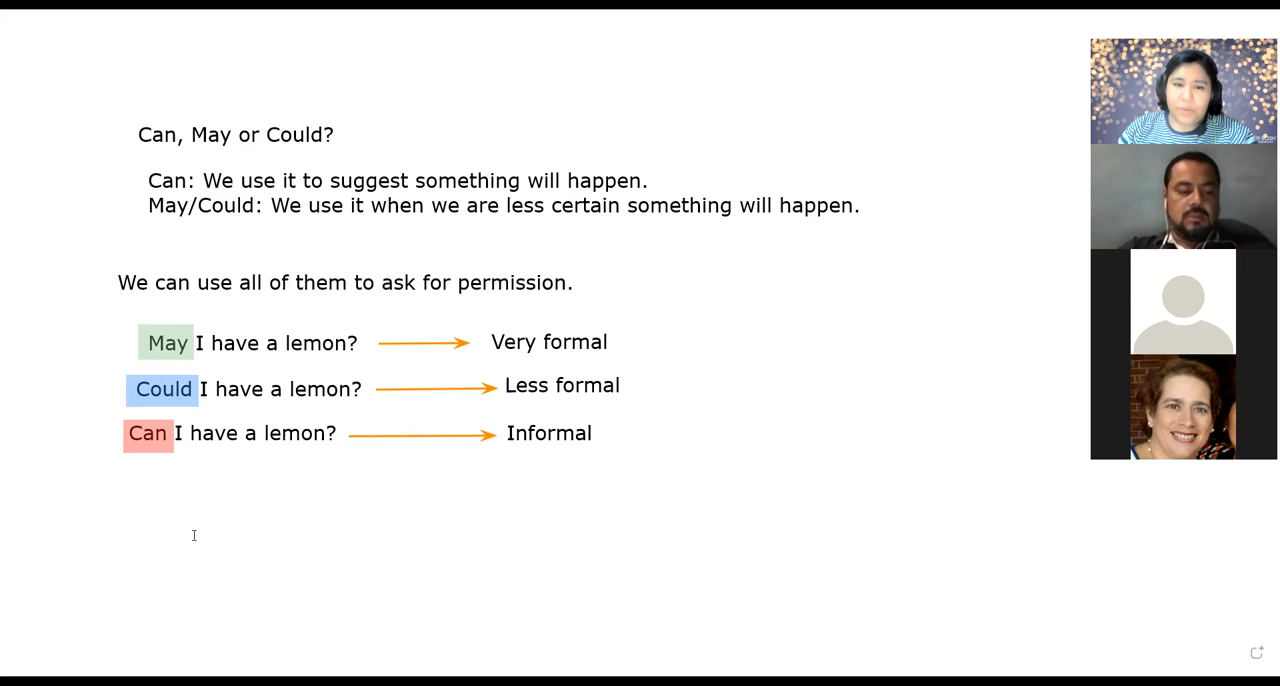 Can, May or Could?
Can: We use it to suggest something will happen.
May/Could: We use it when we are less certain something will happen.
We can use all of them to ask for permission.
May I have a lemon? Very formal
Could I have a lemon? Less formal
Can I have a lemon? Informal